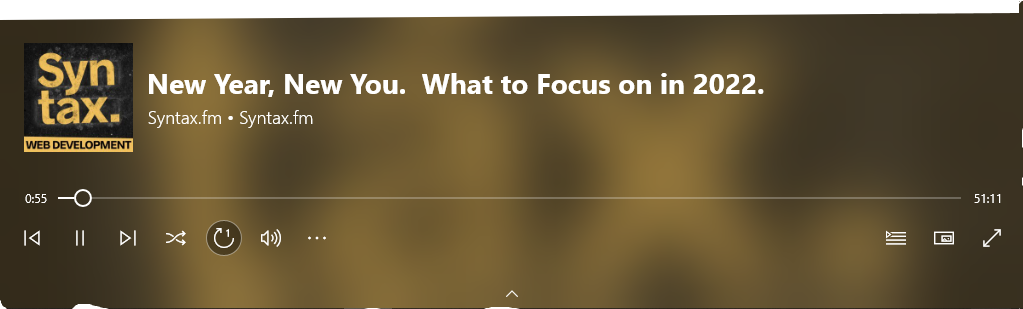 Syn
tax.
WEB DEVELOPMENT
New Year, New You.  What to Focus on in 2022.
Syntax.fm • Syntax.fm
0:55
51:11
1